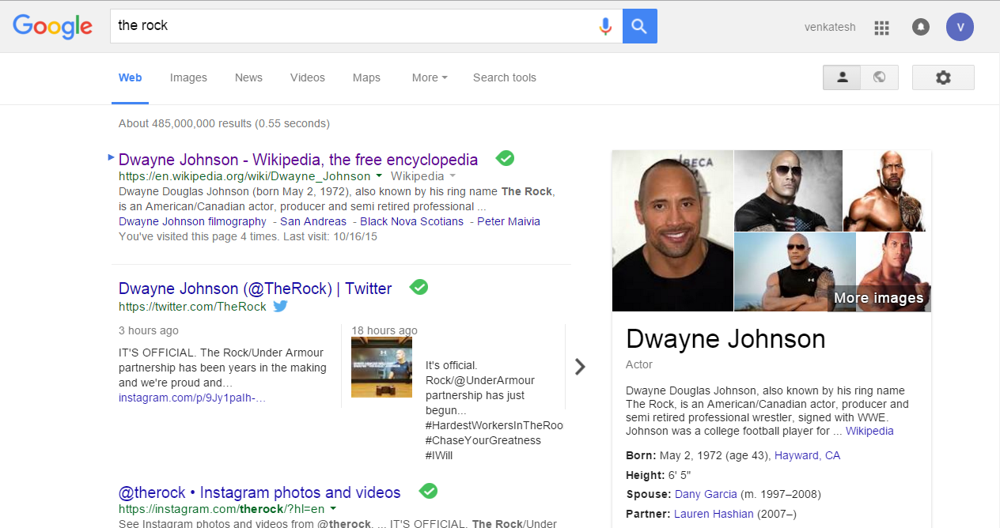 Google
the rock
venkatesh
V
Web Images News Videos Maps More Search tools
About 485,000,000 results (0.55 seconds)
Dwayne Johnson - Wikipedia, the free encyclopedia
https://en.wikipedia.org/wiki/Dwayne_Johnson Wikipedia
Dwayne Douglas Johnson (born May 2, 1972), also known by his ring name The Rock,
is an American/Canadian actor, producer and semi retired professional ...
Dwayne Johnson filmography - San Andreas - Black Nova Scotians - Peter Maivia
You've visited this page 4 times. Last visit: 10/16/15
Dwayne Johnson (@TheRock) | Twitter
https://twitter.com/TheRock
3 hours ago
IT'S OFFICIAL. The Rock/Under Armour
partnership has been years in the making
and we're proud and…
instagram.com/p/9Jy1paIh-…
18 hours ago
It's official.
Rock/@UnderArmour
partnership has just
begun...
#HardestWorkersInTheRoo
#ChaseYourGreatness
#IWill
@therock • Instagram photos and videos
https://instagram.com/therock/?hl=en
See Instagram photos and videos from @therock. ... IT'S OFFICIAL. The Rock/Under
BECA
More images
Dwayne Johnson
Actor
Dwayne Douglas Johnson, also known by his ring name
The Rock, is an American/Canadian actor, producer and
semi retired professional wrestler, signed with WWE.
Johnson was a college football player for ... Wikipedia
Born: May 2, 1972 (age 43), Hayward, CA
Height: 6' 5"
Spouse: Dany Garcia (m. 1997–2008)
Partner: Lauren Hashian (2007–)